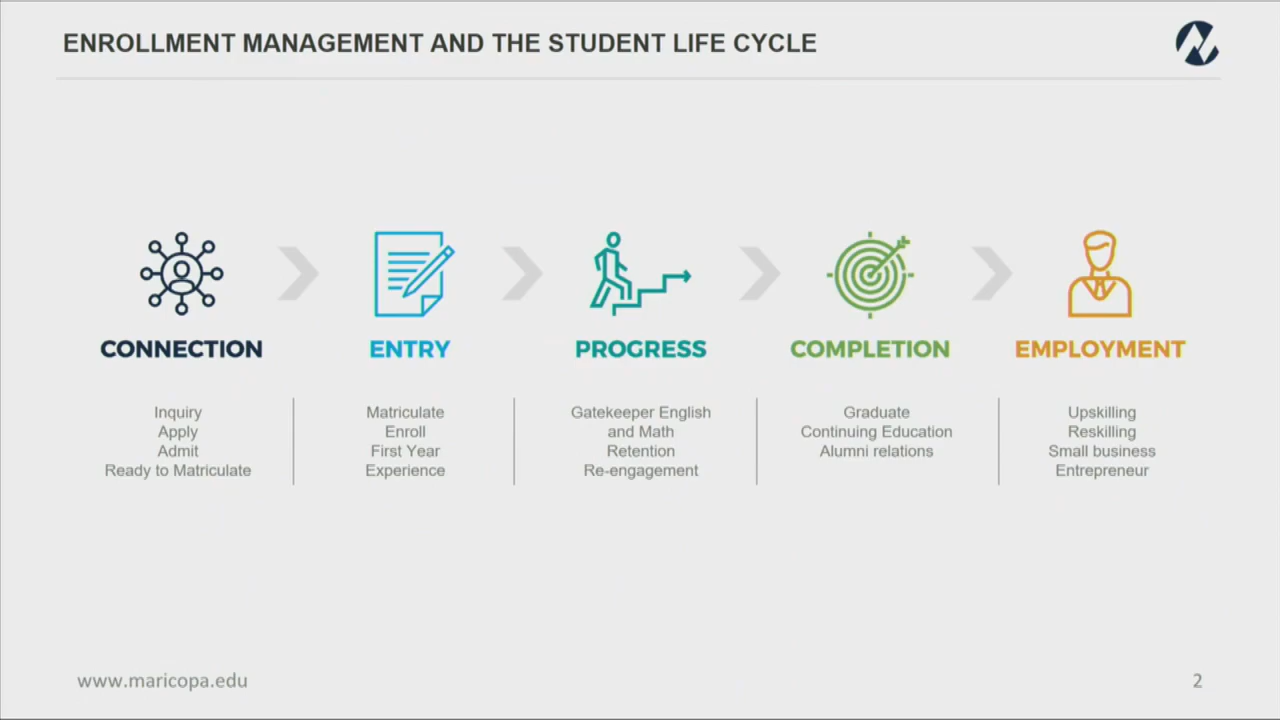 ENROLLMENT MANAGEMENT AND THE STUDENT LIFE CYCLE
CONNECTION
Inquiry
Apply
Admit
Ready to Matriculate
ENTRY
Matriculate
Enroll
First Year
Experience
PROGRESS
Gatekeeper English
and Math
Retention
Re-engagement
COMPLETION
Graduate
Continuing Education
Alumni relations
EMPLOYMENT
Upskilling
Reskilling
Small business
Entrepreneur
www.maricopa.edu
2